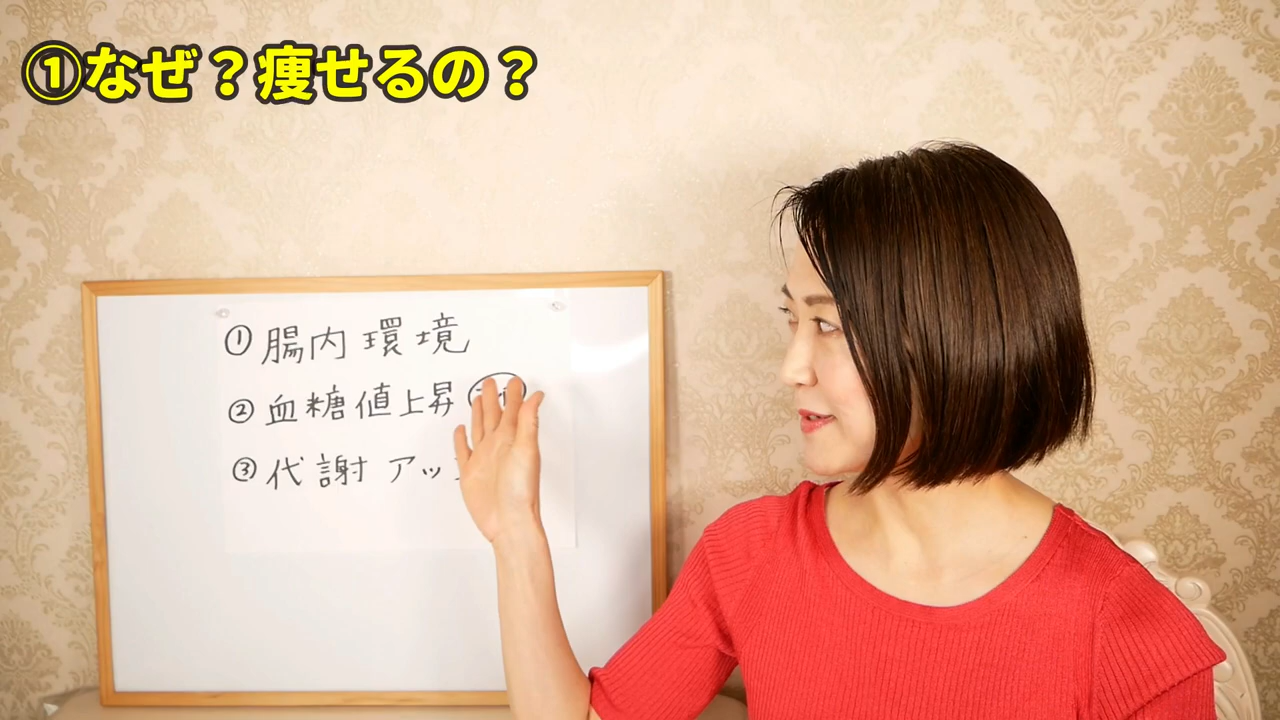 ①なぜ？痩せるの？
①腸内環境
②血糖値上昇
③代謝アッ